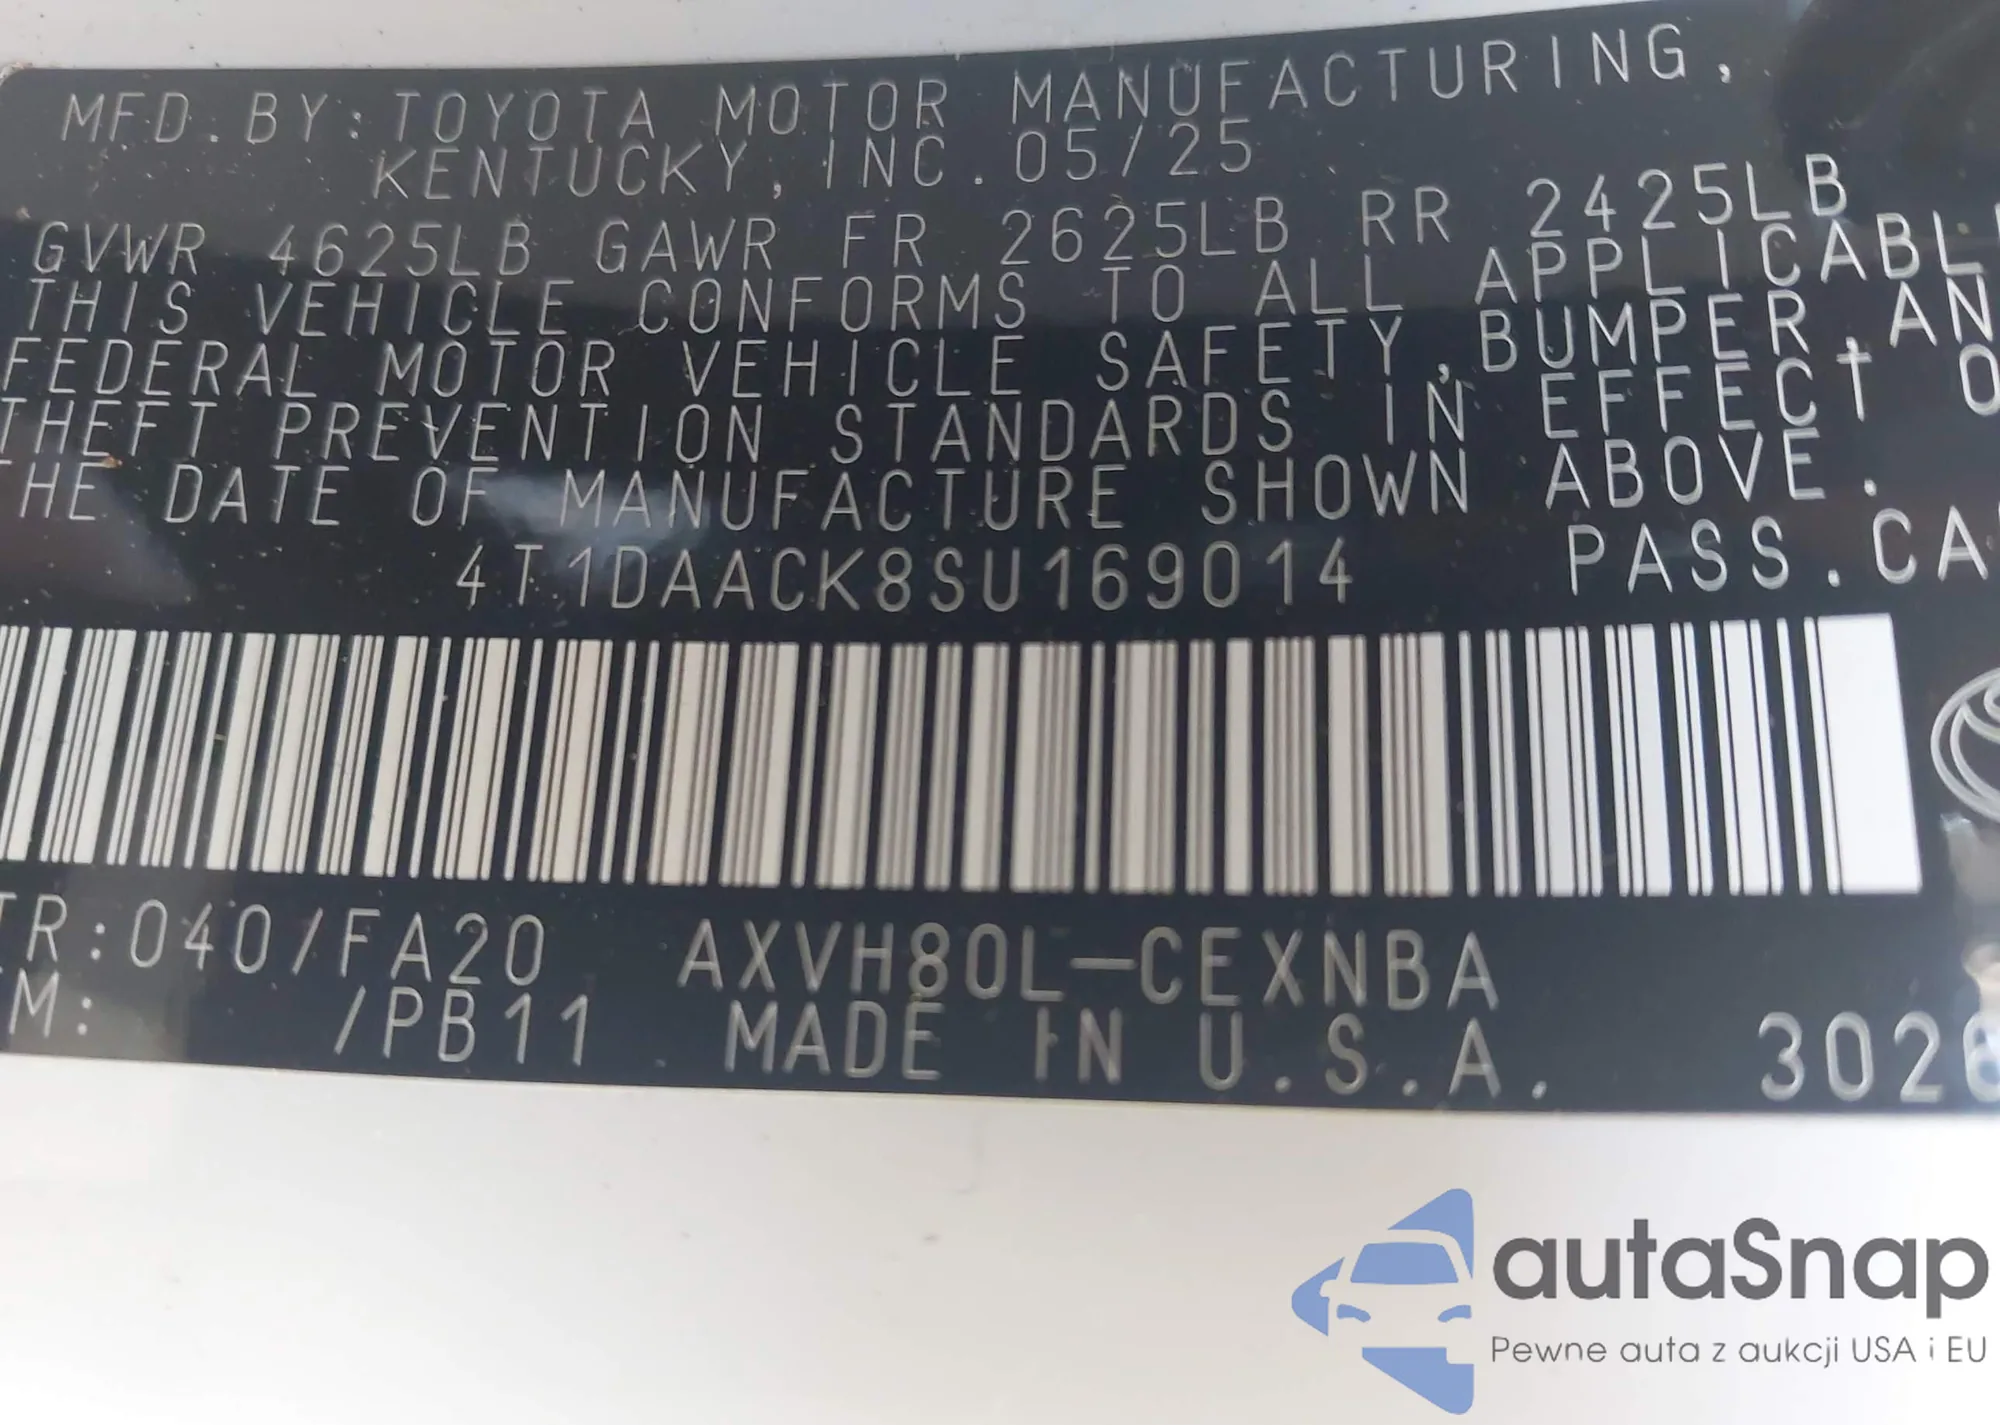 MFD. BY: TOYOTA MOTOR MANUFACTURING,
KENTUCKY, INC. 05/25
GVWR 4625LB GAWR FR 2625LB RR 2425LB
THIS VEHICLE CONFORMS TO ALL APPLICABLE
FEDERAL MOTOR VEHICLE SAFETY, BUMPER, AN
THEFT PREVENTION STANDARDS IN EFFECT O
THE DATE OF MANUFACTURE SHOWN ABOVE.
4T1DAACK8SU169014 PASS.CA
TR:040/FA20 AXVH80L-CEXNBA
M: /PB11 MADE IN U.S.A. 3026
autaSnap
Pewne auta z aukcji USA i EU